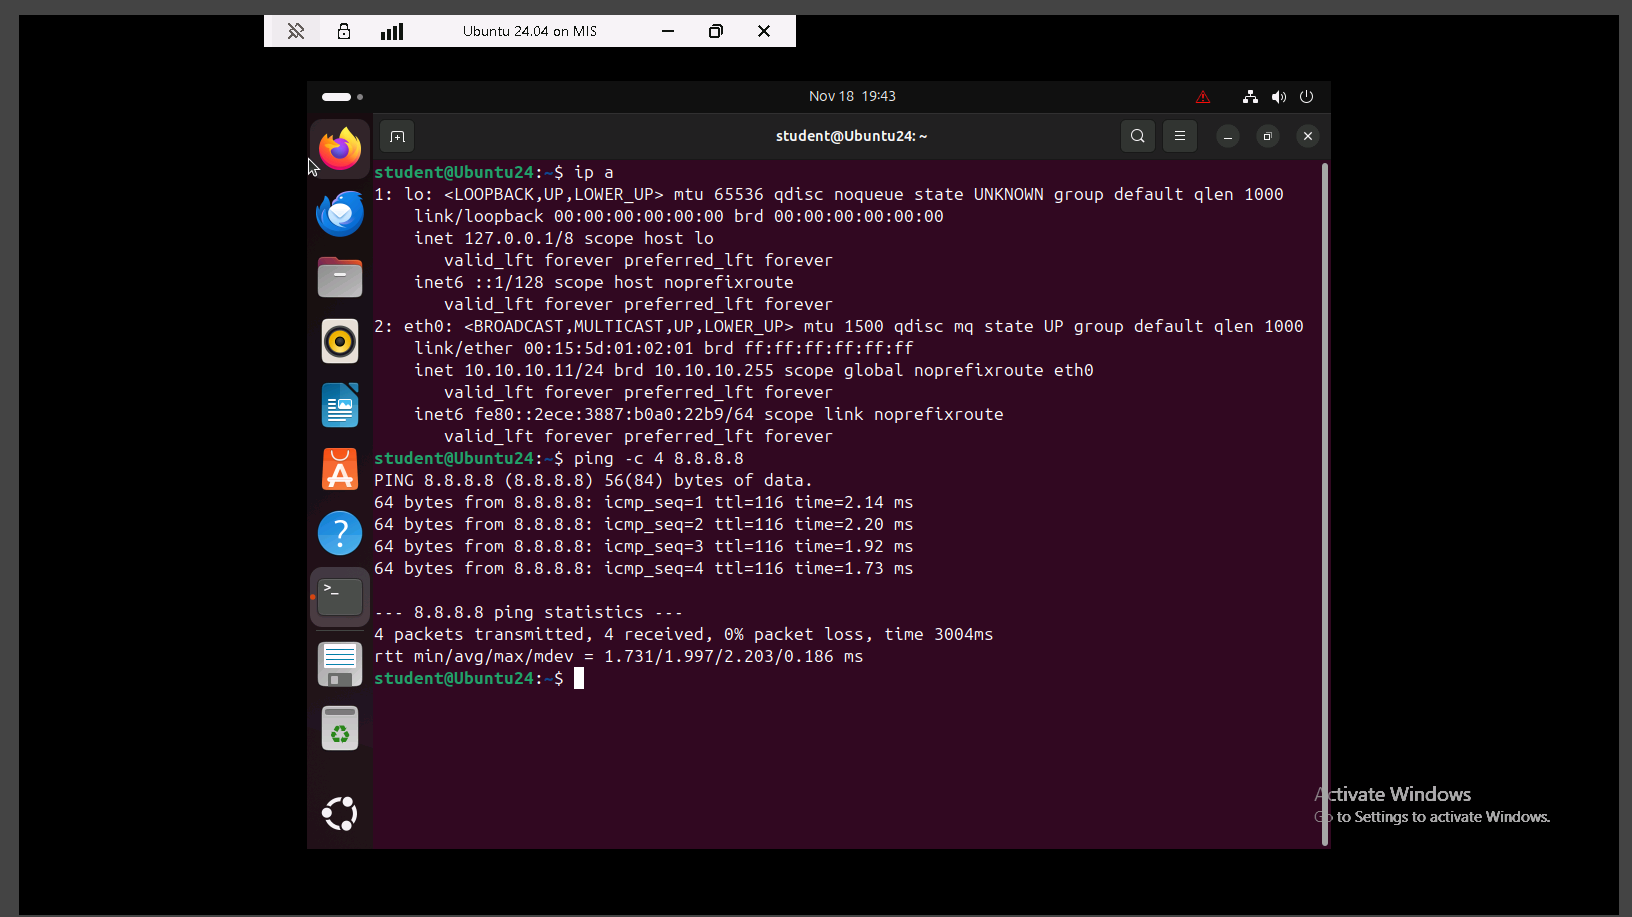 Ubuntu 24.04 on MIS
Nov 18 19:43
student@Ubuntu24: ~
student@Ubuntu24:~$ ip a
1: lo: <LOOPBACK,UP,LOWER_UP> mtu 65536 qdisc noqueue state UNKNOWN group default qlen 1000
    link/loopback 00:00:00:00:00:00 brd 00:00:00:00:00:00
    inet 127.0.0.1/8 scope host lo
       valid_lft forever preferred_lft forever
    inet6 ::1/128 scope host noprefixroute
       valid_lft forever preferred_lft forever
2: eth0: <BROADCAST,MULTICAST,UP,LOWER_UP> mtu 1500 qdisc mq state UP group default qlen 1000
    link/ether 00:15:5d:01:02:01 brd ff:ff:ff:ff:ff:ff
    inet 10.10.10.11/24 brd 10.10.10.255 scope global noprefixroute eth0
       valid_lft forever preferred_lft forever
    inet6 fe80::2ece:3887:b0a0:22b9/64 scope link noprefixroute
       valid_lft forever preferred_lft forever
student@Ubuntu24:~$ ping -c 4 8.8.8.8
PING 8.8.8.8 (8.8.8.8) 56(84) bytes of data.
64 bytes from 8.8.8.8: icmp_seq=1 ttl=116 time=2.14 ms
64 bytes from 8.8.8.8: icmp_seq=2 ttl=116 time=2.20 ms
64 bytes from 8.8.8.8: icmp_seq=3 ttl=116 time=1.92 ms
64 bytes from 8.8.8.8: icmp_seq=4 ttl=116 time=1.73 ms

--- 8.8.8.8 ping statistics ---
4 packets transmitted, 4 received, 0% packet loss, time 3004ms
rtt min/avg/max/mdev = 1.731/1.997/2.203/0.186 ms
student@Ubuntu24:~$
Activate Windows
Go to Settings to activate Windows.